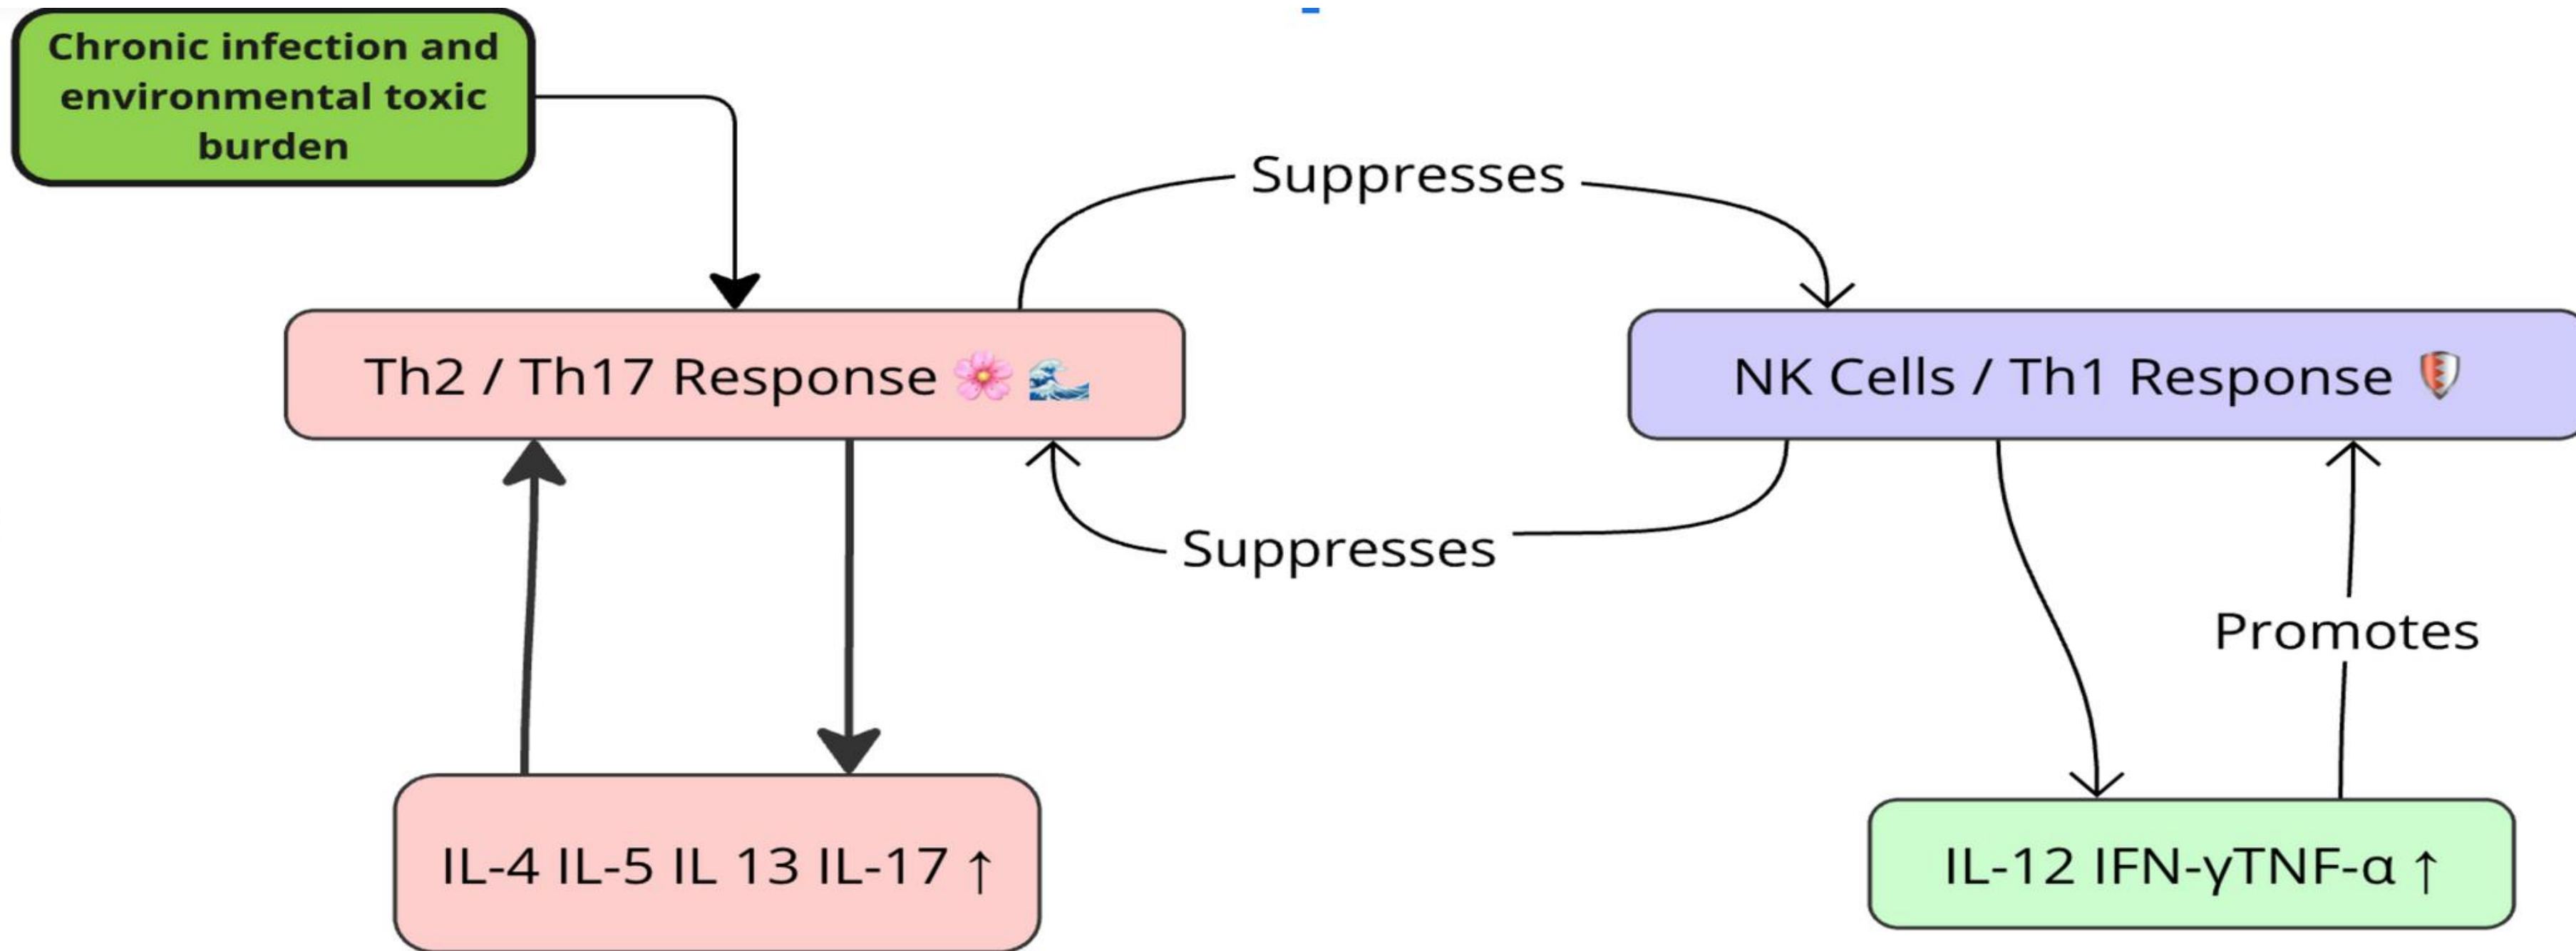 Chronic infection and
environmental toxic
burden
Suppresses
Th2 / Th17 Response 🌸 🌊
NK Cells / Th1 Response 🛡
Suppresses
Promotes
IL-4 IL-5 IL 13 IL-17 ↑
IL-12 IFN-γTNF-α ↑